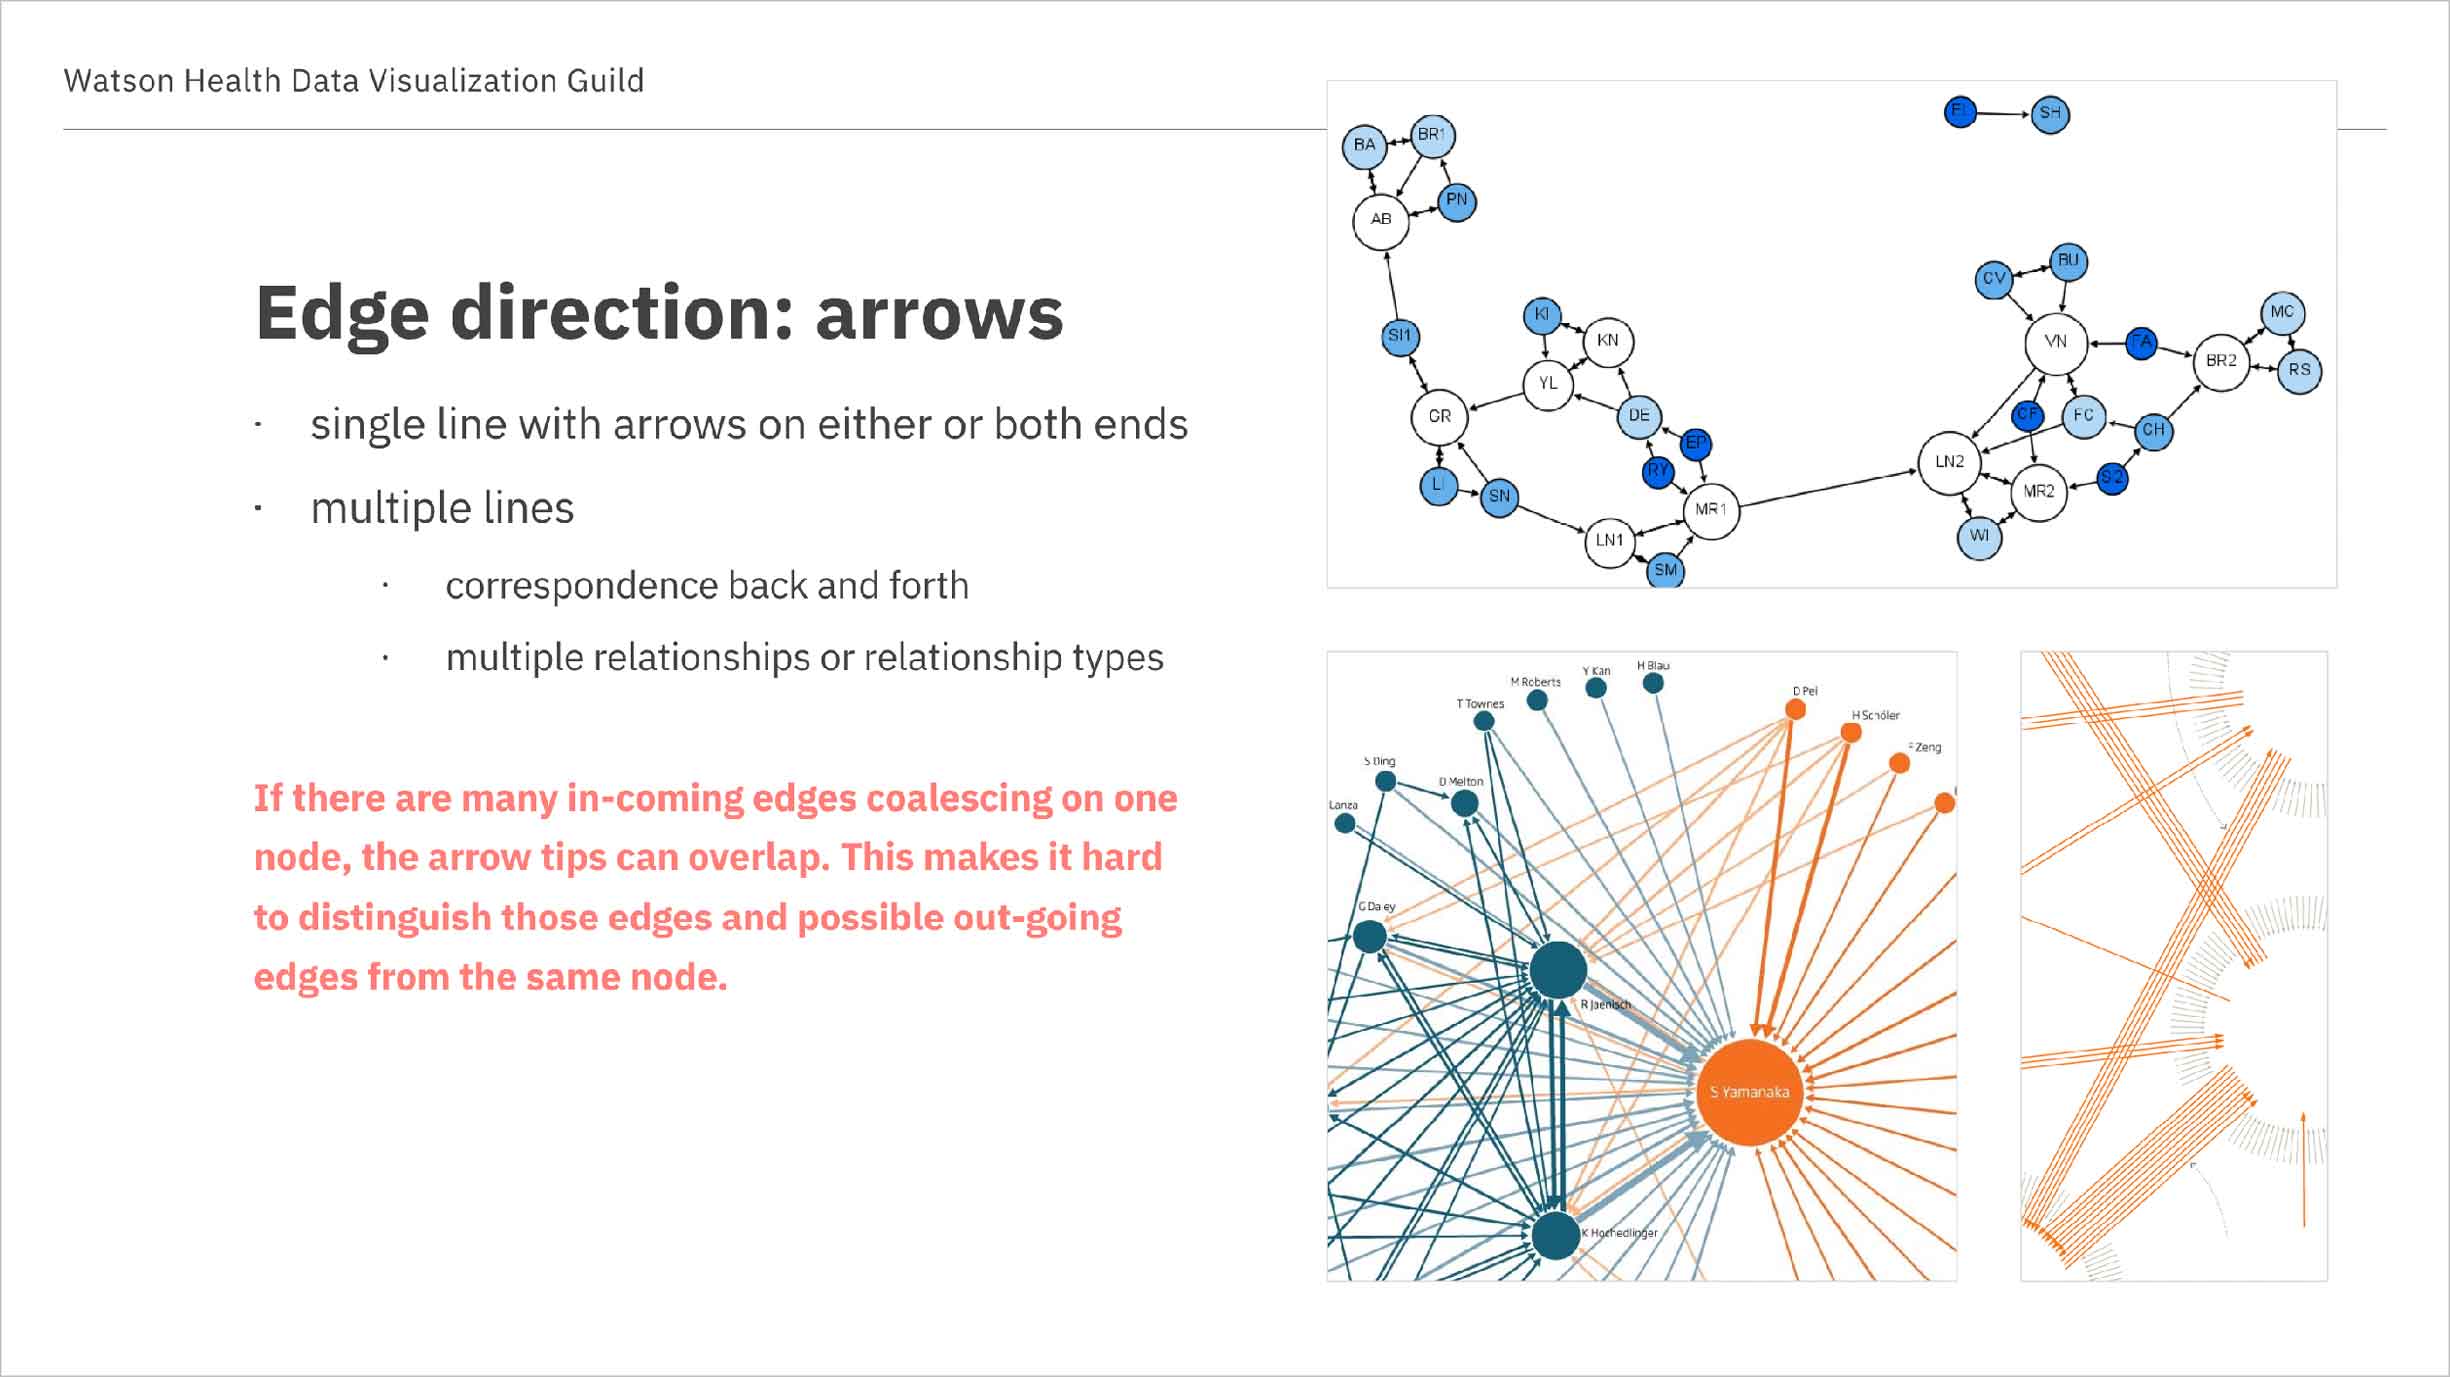 Watson Health Data Visualization Guild
Edge direction: arrows
· single line with arrows on either or both ends
· multiple lines
· correspondence back and forth
· multiple relationships or relationship types
If there are many in-coming edges coalescing on one
node, the arrow tips can overlap. This makes it hard
to distinguish those edges and possible out-going
edges from the same node.
EL
SH
BA
BR1
PN
AB
SI1
KI
KN
YL
GR
DE
EP
RY
LI
SN
MR1
LN1
SM
CV
BU
MC
VN
FA
BR2
RS
CF
FC
CH
LN2
MR2
S2
WI
H Blau
Y Kan
M Roberts
D Pei
T Townes
H Schöler
F Zeng
S Ding
D Melton
Lanza
G Daley
R Jaenisch
S Yamanaka
K Hochedlinger